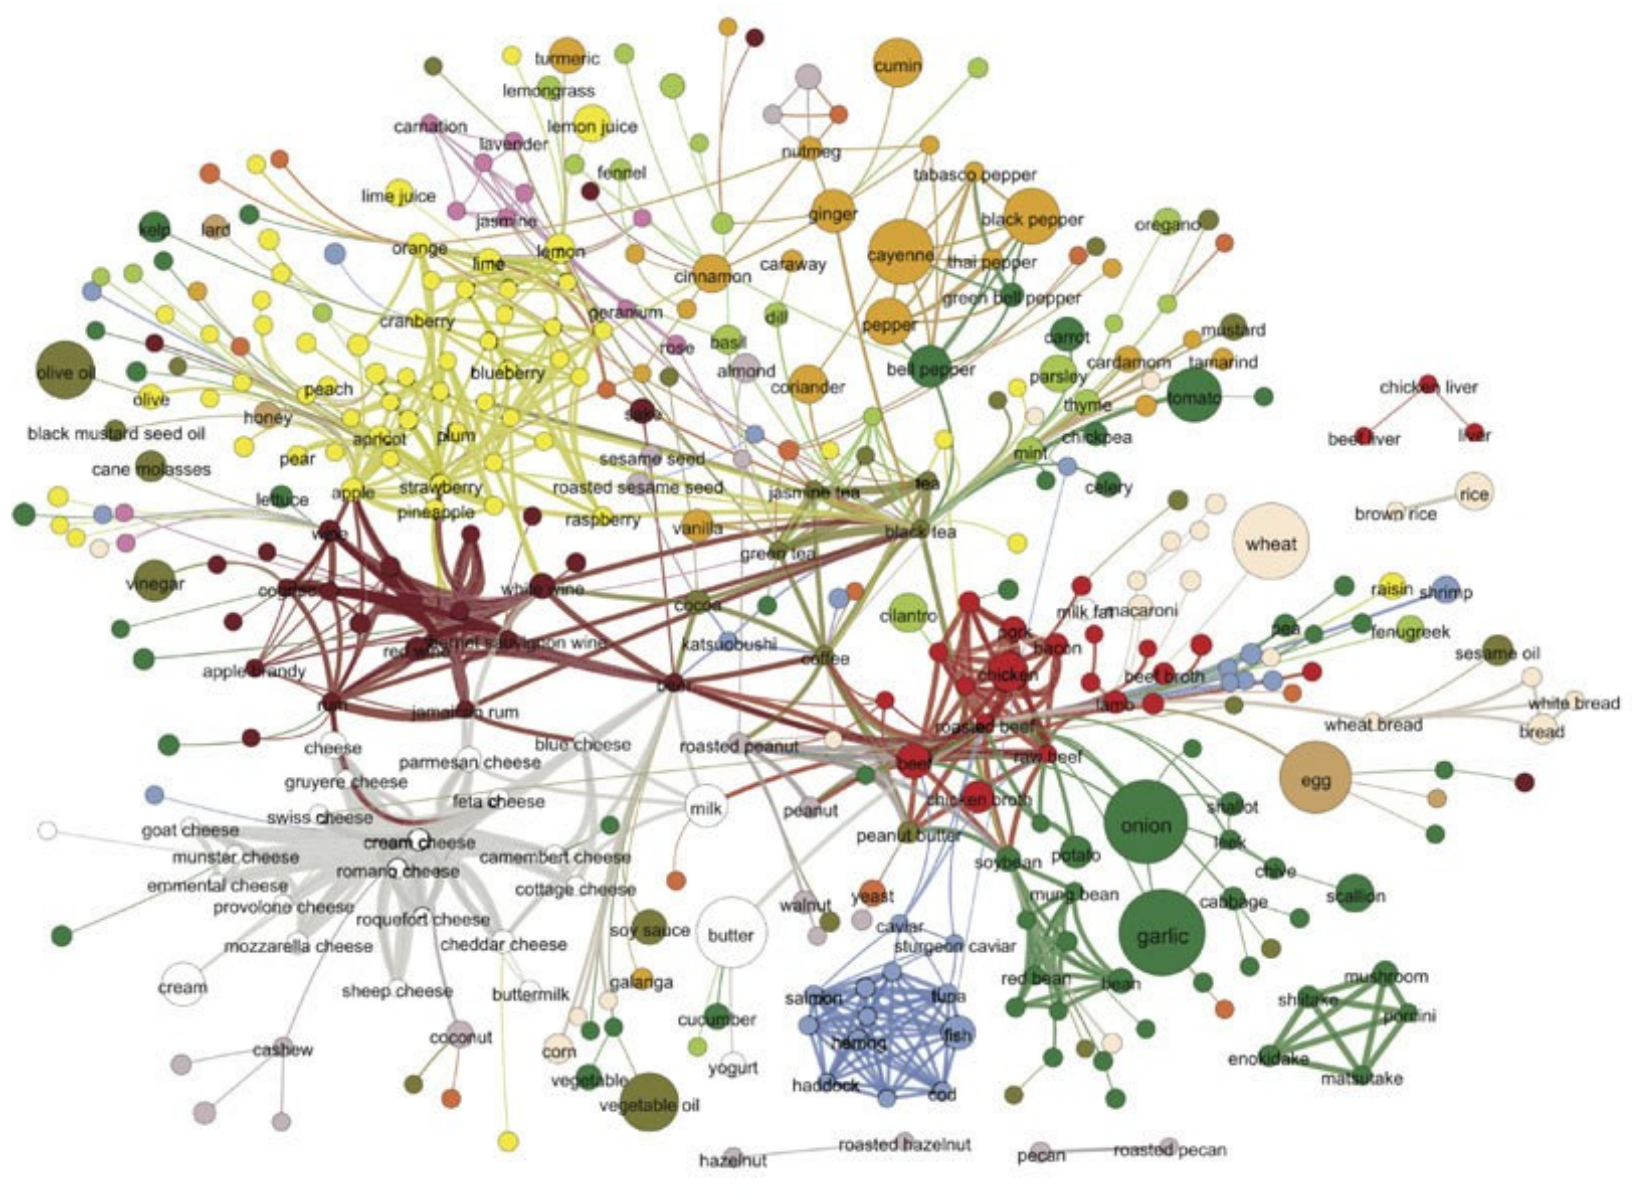 turmeric
cumin
lemongrass
carnation
lemon juice
lavender
nutmeg
fennel
tabasco pepper
lime juice
ginger
black pepper
jasmine
oregano
kelp
lard
orange
lemon
lime
cayenne
thai pepper
caraway
cinnamon
green bell pepper
geranium
dill
cranberry
pepper
mustard
carrot
basil
rose
cardamom
tamarind
bell pepper
almond
olive oil
blueberry
parsley
coriander
peach
chicken liver
olive
tomato
thyme
honey
sake
black mustard seed oil
apricot
plum
chickpea
beef liver
liver
mint
pear
sesame seed
cane molasses
tea
celery
strawberry
roasted sesame seed
jasmine tea
apple
lettuce
rice
pineapple
brown rice
raspberry
vanilla
black tea
wine
wheat
green tea
vinegar
cognac
white wine
raisin
shrimp
cocoa
milk fat
macaroni
cilantro
pea
fenugreek
pork
katsuobushi
cabernet sauvignon wine
red wine
bacon
sesame oil
coffee
apple brandy
chicken
beef broth
beer
rum
jamaican rum
lamb
white bread
roasted beef
wheat bread
bread
cheese
blue cheese
roasted peanut
parmesan cheese
raw beef
beef
gruyere cheese
egg
feta cheese
chicken broth
milk
peanut
shallot
swiss cheese
goat cheese
onion
peanut butter
cream cheese
leek
munster cheese
camembert cheese
potato
soybean
romano cheese
chive
emmental cheese
cottage cheese
mung bean
yeast
scallion
cabbage
provolone cheese
walnut
roquefort cheese
caviar
soy sauce
butter
garlic
mozzarella cheese
cheddar cheese
sturgeon caviar
red bean
bean
mushroom
galanga
cream
sheep cheese
buttermilk
salmon
tuna
shiitake
porcini
cucumber
coconut
fish
herring
cashew
corn
enokidake
yogurt
vegetable
matsutake
haddock
cod
vegetable oil
roasted hazelnut
roasted pecan
pecan
hazelnut